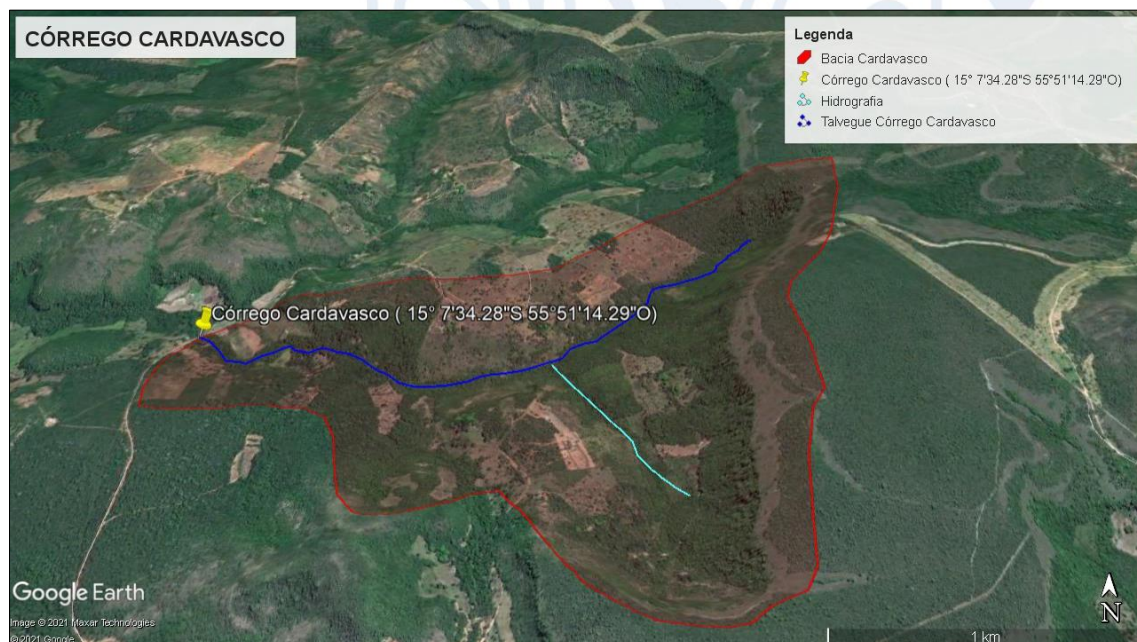 CÓRREGO CARDAVASCO
Legenda
Bacia Cardavasco
Córrego Cardavasco ( 15° 7'34.28"S 55°51'14.29"O)
Hidrografia
Talvegue Córrego Cardavasco
Córrego Cardavasco ( 15° 7'34.28"S 55°51'14.29"O)
Google Earth
Image © 2021 Maxar Technologies
© 2021 Google
N
1 km